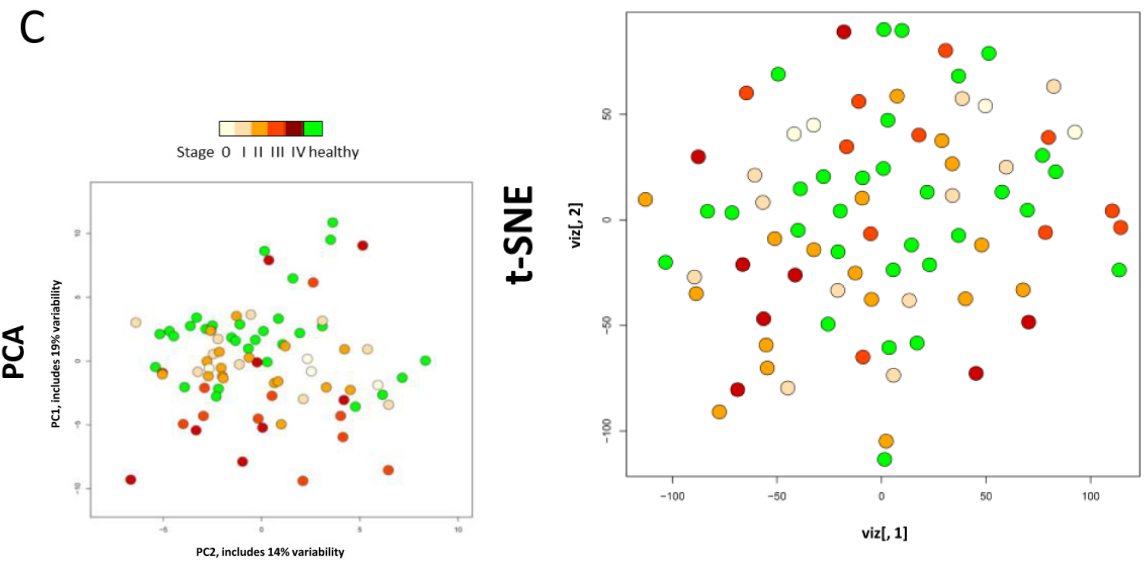 C
Stage 0 I II III IV healthy
PCA
PC1, includes 19% variability
10
5
0
−5
−10
−5
0
5
10
PC2, includes 14% variability
t-SNE
viz[, 2]
50
0
−50
−100
−100
−50
0
50
100
viz[, 1]